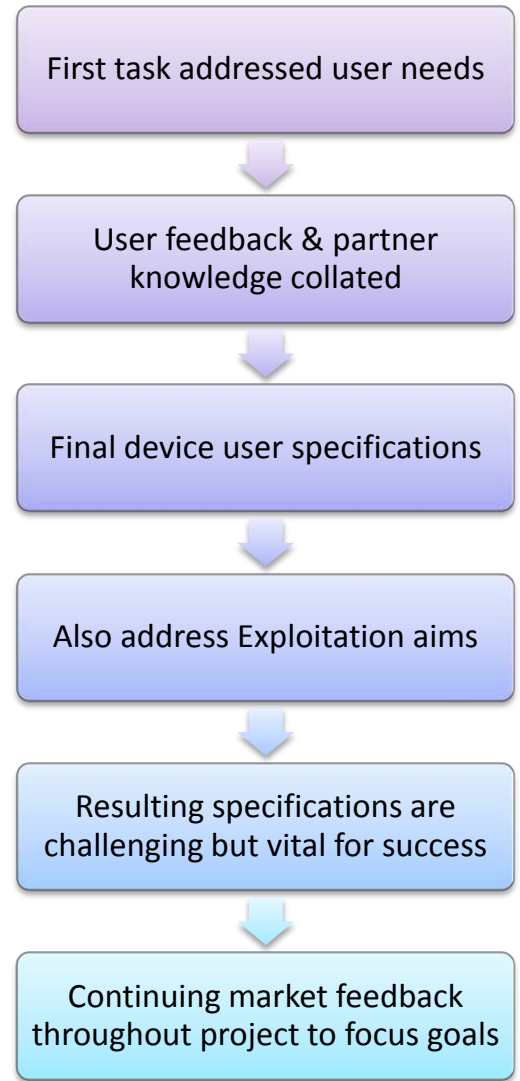 First task addressed user needs
User feedback & partner
knowledge collated
Final device user specifications
Also address Exploitation aims
Resulting specifications are
challenging but vital for success
Continuing market feedback
throughout project to focus goals